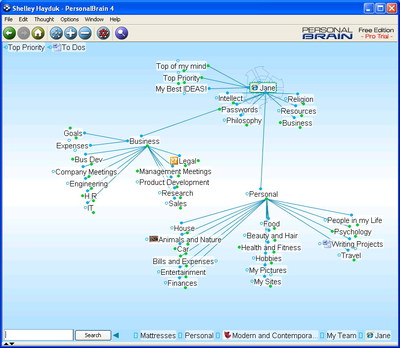 Shelley Hayduk - PersonalBrain 4
Edit Thought Options Window Help
PERSONAL BRAIN
Free Edition
- Pro Trial -
Top Priority To Dos
Top of my mind
Top Priority
My Best IDEAS!
Jane
Intellect
Religion
Passwords
Resources
Philosophy
Business
Goals
Expenses
Business
Bus Dev
Legal
Company Meetings
Management Meetings
Engineering
Product Development
H.R
Research
IT
Sales
Personal
House
Food
People in my Life
Animals and Nature
Beauty and Hair
Psychology
Car
Health and Fitness
Writing Projects
Bills and Expenses
Hobbies
Travel
Entertainment
My Pictures
Finances
My Sites
Search
Mattresses Personal Modern and Contempora... My Team Jane